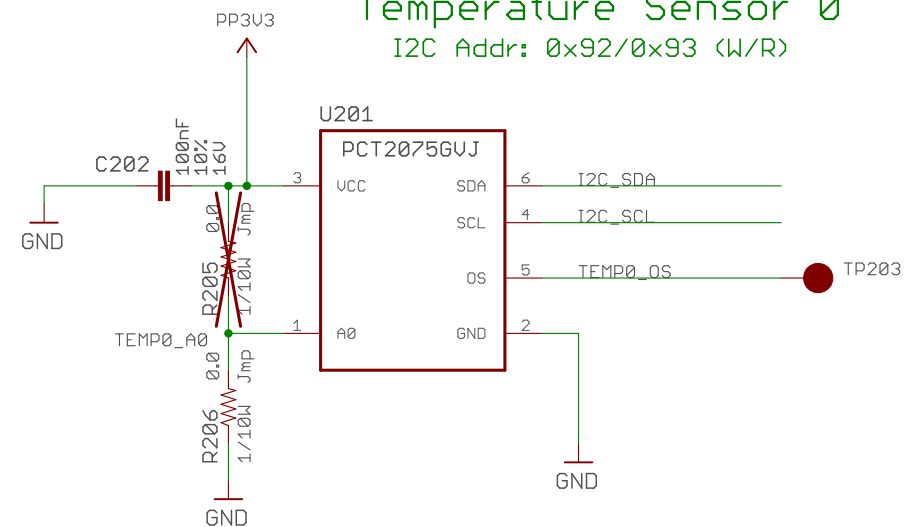 Temperature Sensor 0
I2C Addr: 0x92/0x93 (W/R)
PP3V3
U201
PCT2075GVJ
C202
100nF
10%
16V
3
VCC
SDA
6
I2C_SDA
SCL
4
I2C_SCL
OS
5
TEMP0_OS
TP203
GND
0.0
Jmp
R205
1/10W
TEMP0_A0
1
A0
GND
2
0.0
Jmp
R206
1/10W
GND
GND